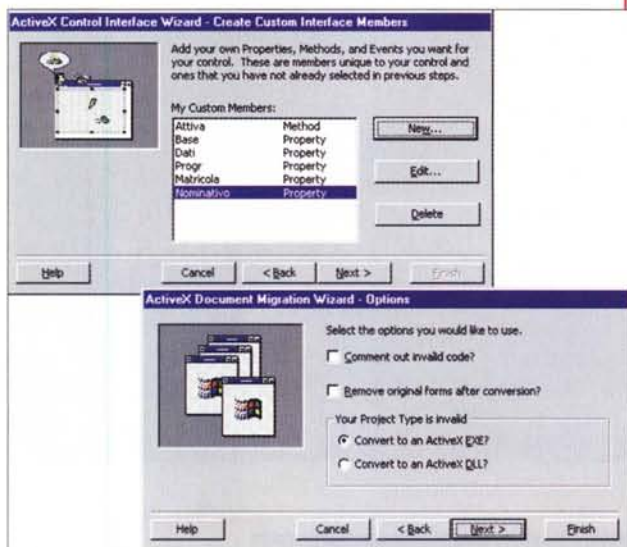 ActiveX Control Interface Wizard - Create Custom Interface Members
Add your own Properties, Methods, and Events you want for
your control. These are members unique to your control and
ones that you have not already selected in previous steps.
My Custom Members:
Attiva Method
Base Property
Dati Property
Progr Property
Matricola Property
Nominativo Property
New...
Edit...
Delete
Help Cancel < Back Next > Finish
ActiveX Document Migration Wizard - Options
Select the options you would like to use.
Comment out invalid code?
Remove original forms after conversion?
Your Project Type is invalid
Convert to an ActiveX EXE?
Convert to an ActiveX DLL?
Help Cancel < Back Next > Finish